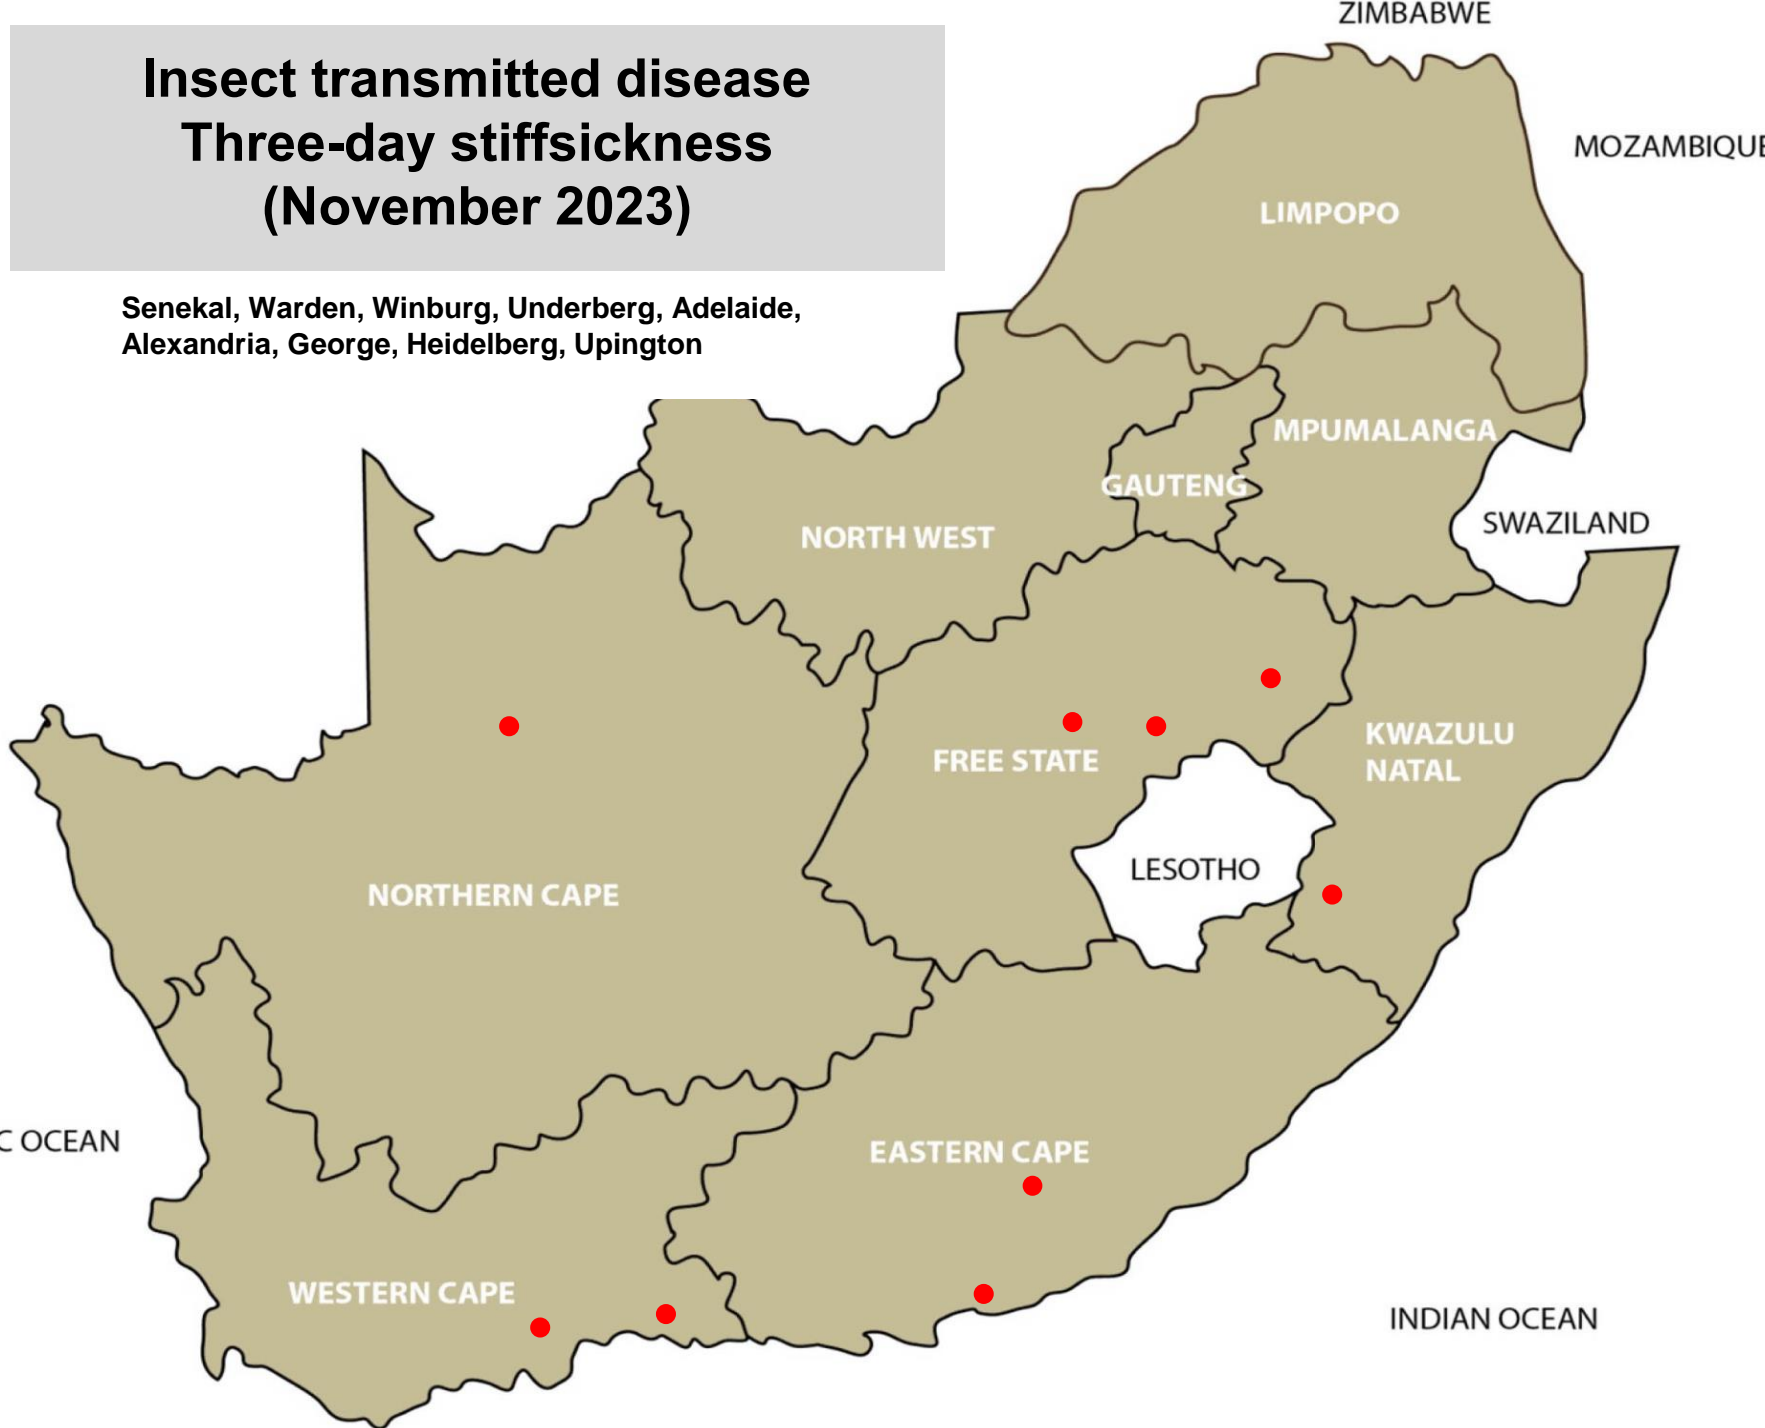 ZIMBABWE
Insect transmitted disease
Three-day stiffsickness
(November 2023)
MOZAMBIQUE
LIMPOPO
Senekal, Warden, Winburg, Underberg, Adelaide,
Alexandria, George, Heidelberg, Upington
MPUMALANGA
GAUTENG
SWAZILAND
NORTH WEST
KWAZULU
NATAL
FREE STATE
LESOTHO
NORTHERN CAPE
C OCEAN
EASTERN CAPE
WESTERN CAPE
INDIAN OCEAN